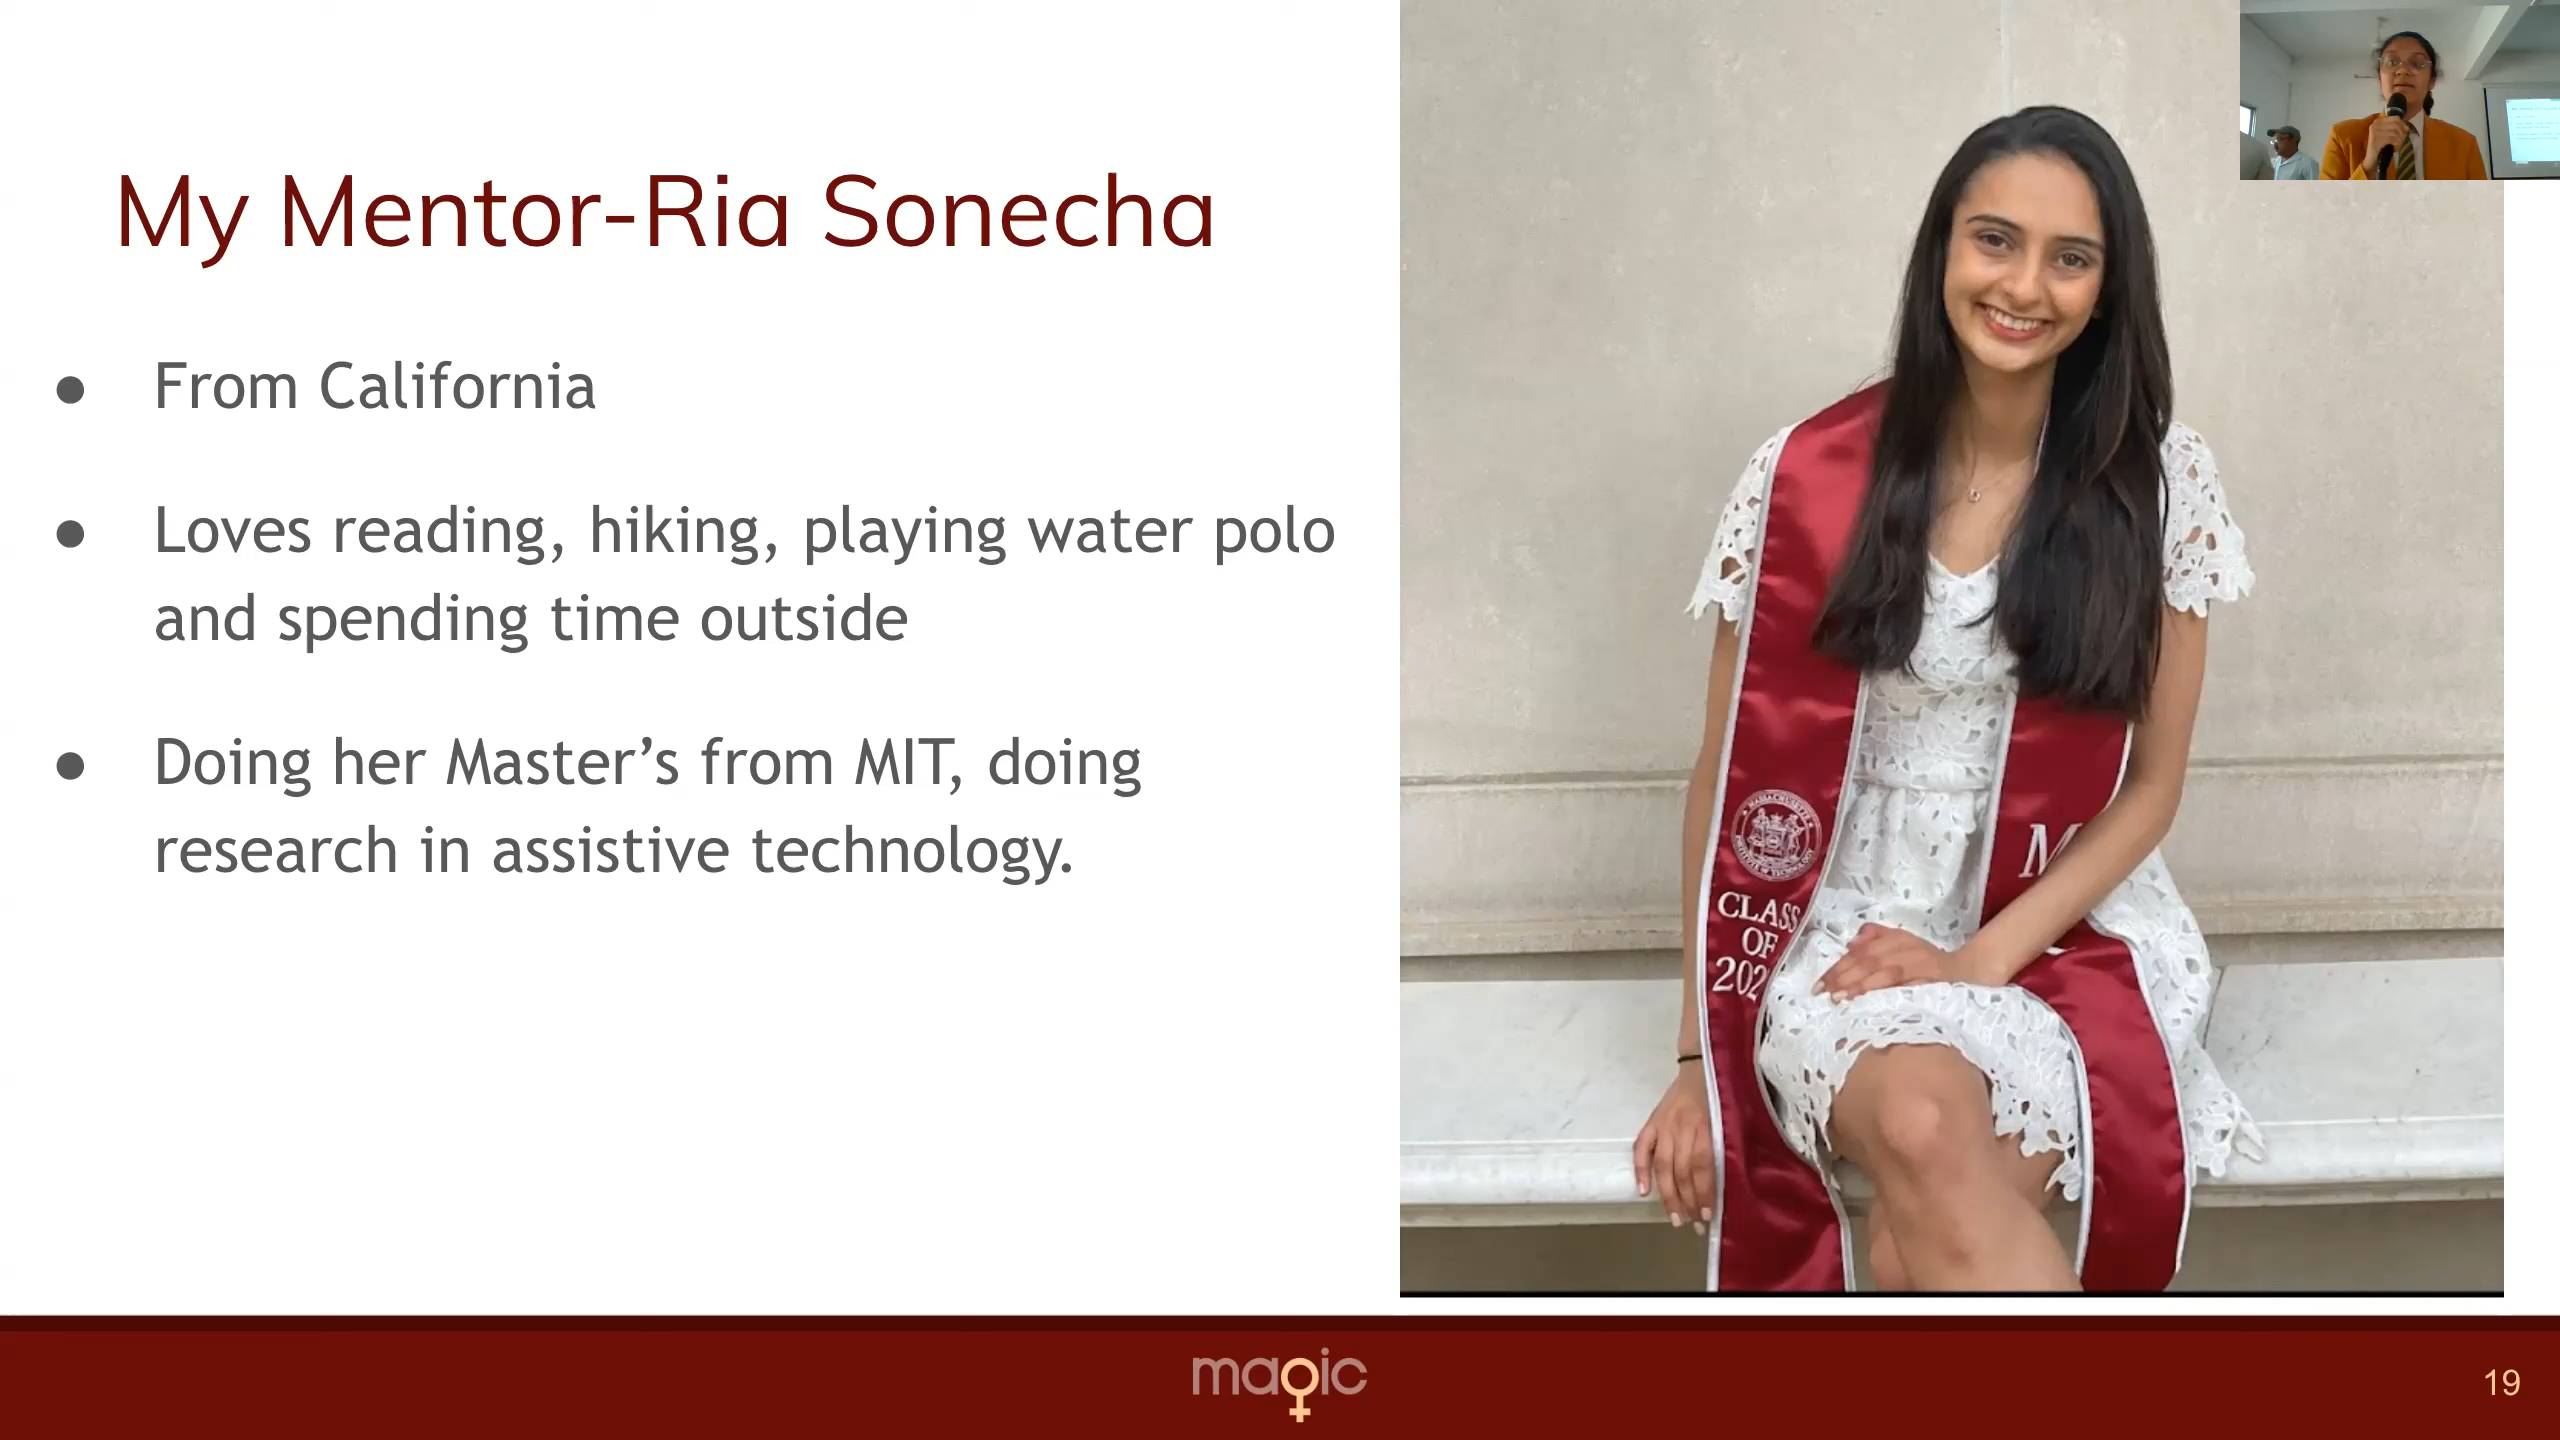 My Mentor-Ria Sonecha
● From California
● Loves reading, hiking, playing water polo
and spending time outside
● Doing her Master’s from MIT, doing
research in assistive technology.
CLASS
OF
202
M
magic
19